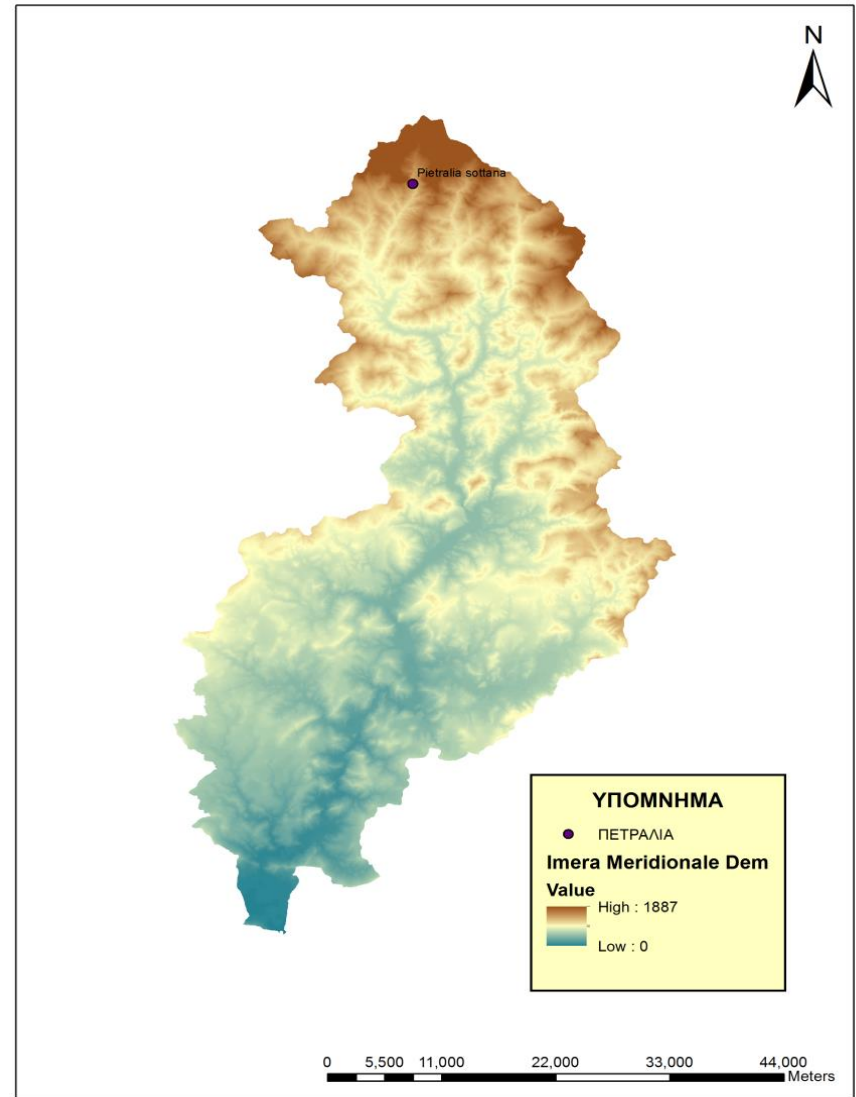 N
Pietralia sottana
ΥΠΟΜΝΗΜΑ
ΠΕΤΡΑΛΙΑ
Imera Meridionale Dem
Value
High : 1887
Low : 0
0 5,500 11,000 22,000 33,000 44,000
Meters